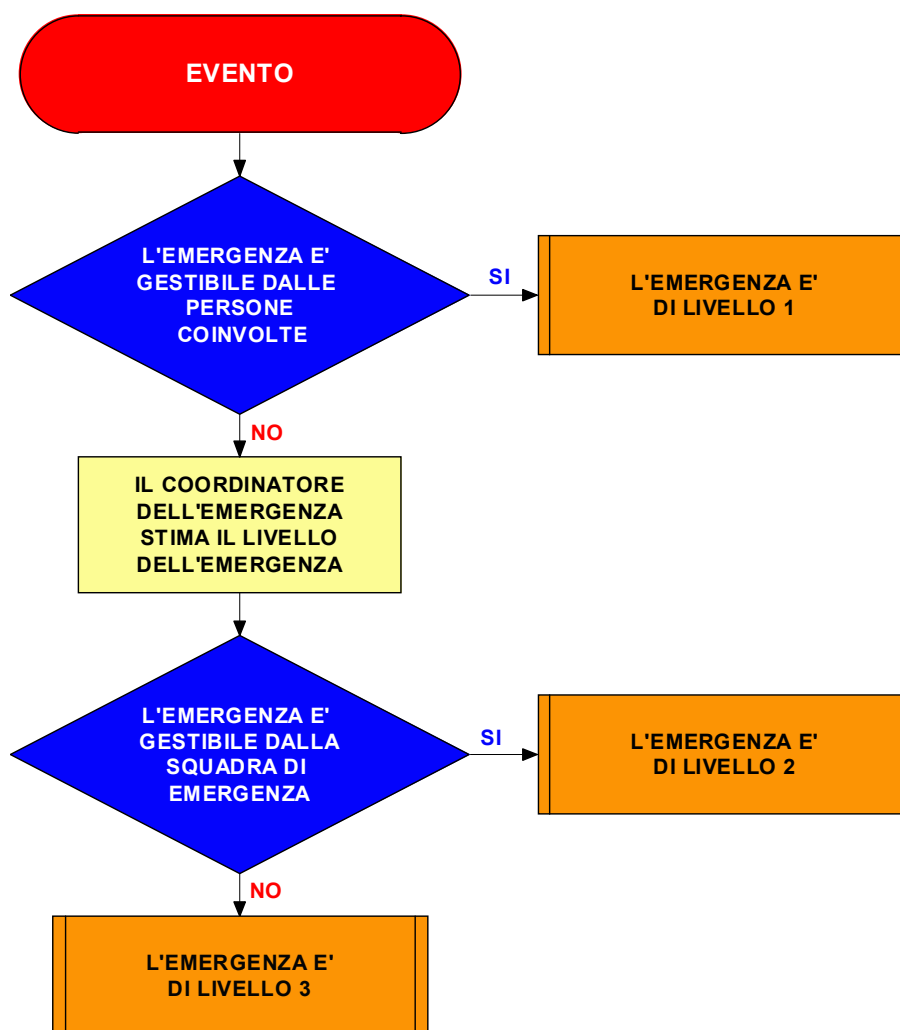 EVENTO
L'EMERGENZA E'
GESTIBILE DALLE
PERSONE
COINVOLTE
SI
L'EMERGENZA E'
DI LIVELLO 1
NO
IL COORDINATORE
DELL'EMERGENZA
STIMA IL LIVELLO
DELL'EMERGENZA
L'EMERGENZA E'
GESTIBILE DALLA
SQUADRA DI
EMERGENZA
SI
L'EMERGENZA E'
DI LIVELLO 2
NO
L'EMERGENZA E'
DI LIVELLO 3